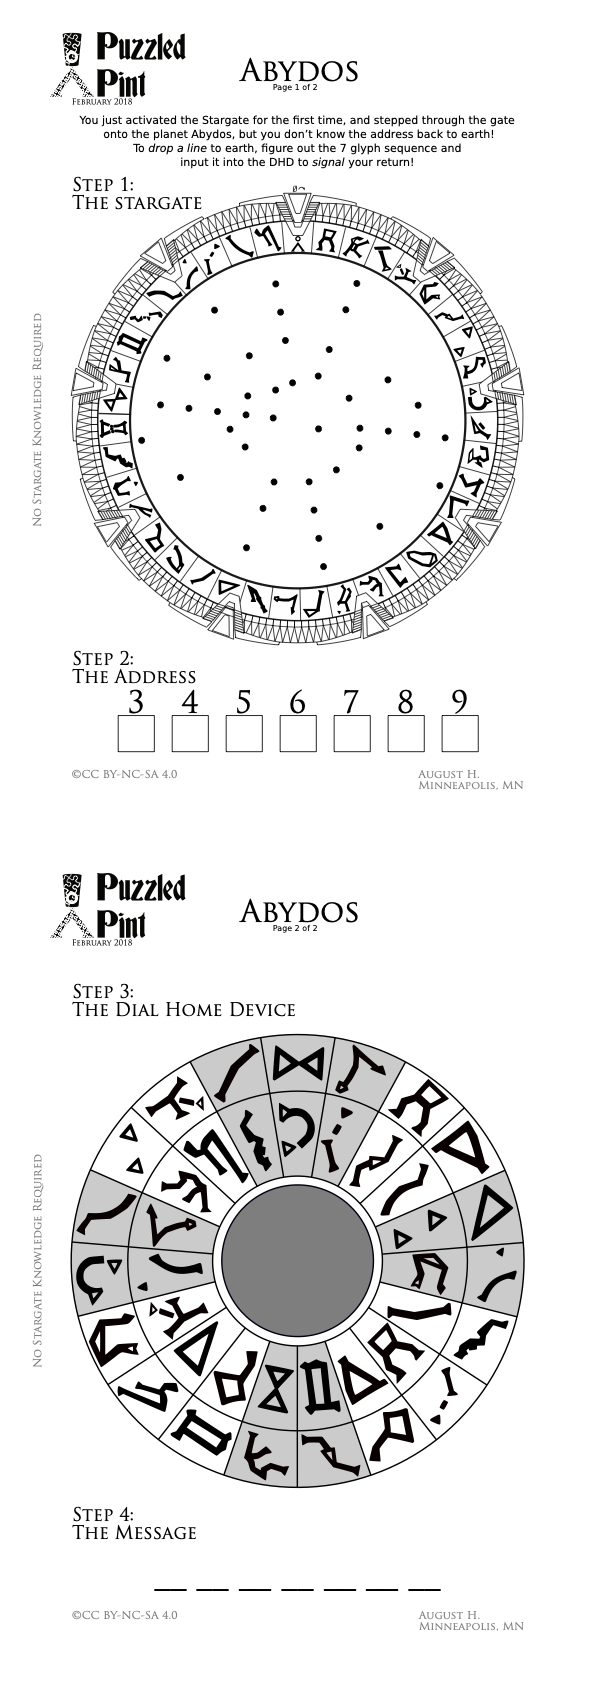 Puzzled
Pint
February 2018
Abydos
Page 1 of 2
You just activated the Stargate for the first time, and stepped through the gate
onto the planet Abydos, but you don't know the address back to earth!
To drop a line to earth, figure out the 7 glyph sequence and
input it into the DHD to signal your return!
Step 1:
The stargate
No Stargate Knowledge Required
Step 2:
The Address
3 4 5 6 7 8 9
©CC BY-NC-SA 4.0
August H.
Minneapolis, MN
Puzzled
Pint
February 2018
Abydos
Page 2 of 2
Step 3:
The Dial Home Device
No Stargate Knowledge Required
Step 4:
The Message
©CC BY-NC-SA 4.0
August H.
Minneapolis, MN